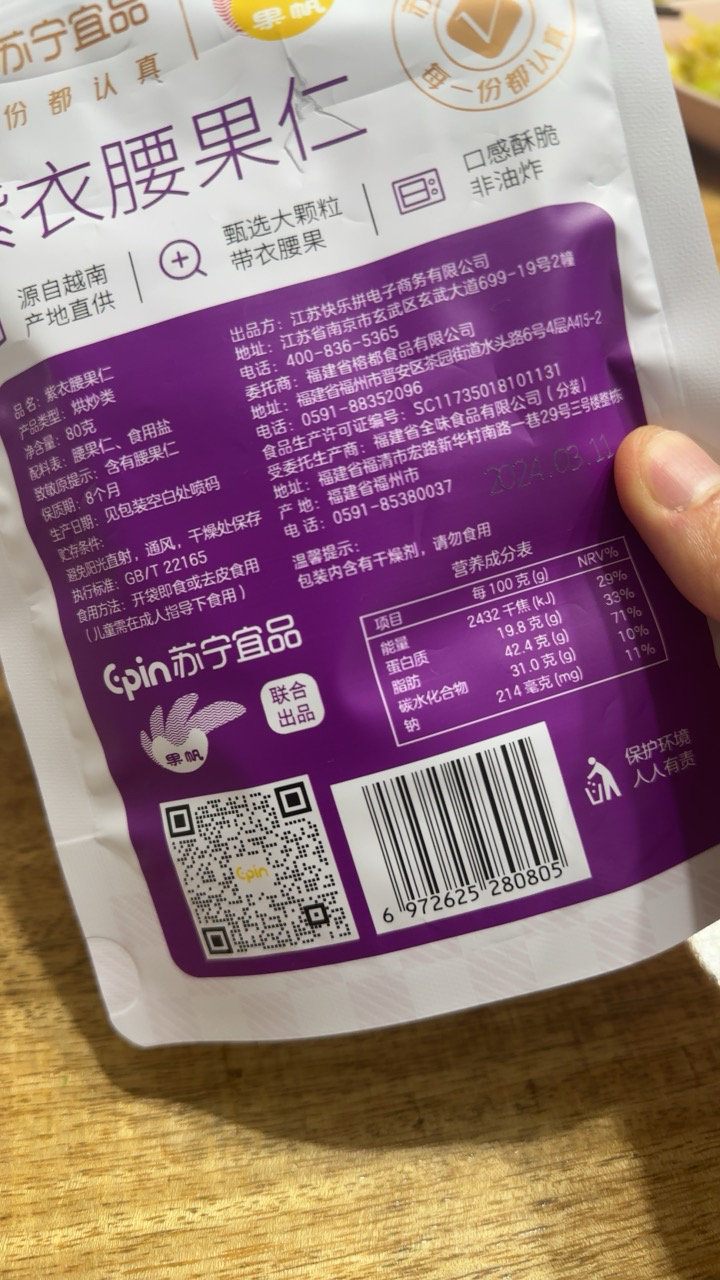 苏宁宜品
果帆
份都认真
每一份都认真
紫衣腰果仁
源自越南
产地直供
甄选大颗粒
带衣腰果
口感酥脆
非油炸
品名：紫衣腰果仁
产品类型：烘炒类
净含量：80克
配料表：腰果仁、食用盐
致敏原提示：含有腰果仁
保质期：8个月
生产日期：见包装空白处喷码
贮存条件：
避免阳光直射，通风，干燥处保存
执行标准：GB/T 22165
食用方法：开袋即食或去皮食用
（儿童需在成人指导下食用）
出品方：江苏快乐拼电子商务有限公司
地址：江苏省南京市玄武区玄武大道699-19号2幢
电话：400-836-5365
委托商：福建省榕都食品有限公司
地址：福建省福州市晋安区茶园街道水头路6号4层A415-2
电话：0591-88352096
食品生产许可证编号：SC11735018101131
受委托生产商：福建省全味食品有限公司（分装）
地址：福建省福清市宏路新华村南路一巷29号三号楼整栋
产地：福建省福州市
电话：0591-85380037
2024.03.11
温馨提示：
包装内含有干燥剂，请勿食用
营养成分表
项目 每100克(g) NRV%
能量 2432千焦(kJ) 29%
蛋白质 19.8克(g) 33%
脂肪 42.4克(g) 71%
碳水化合物 31.0克(g) 10%
钠 214毫克(mg) 11%
Cpin苏宁宜品
果帆
联合
出品
Cpin
6 972625 280805
保护环境
人人有责